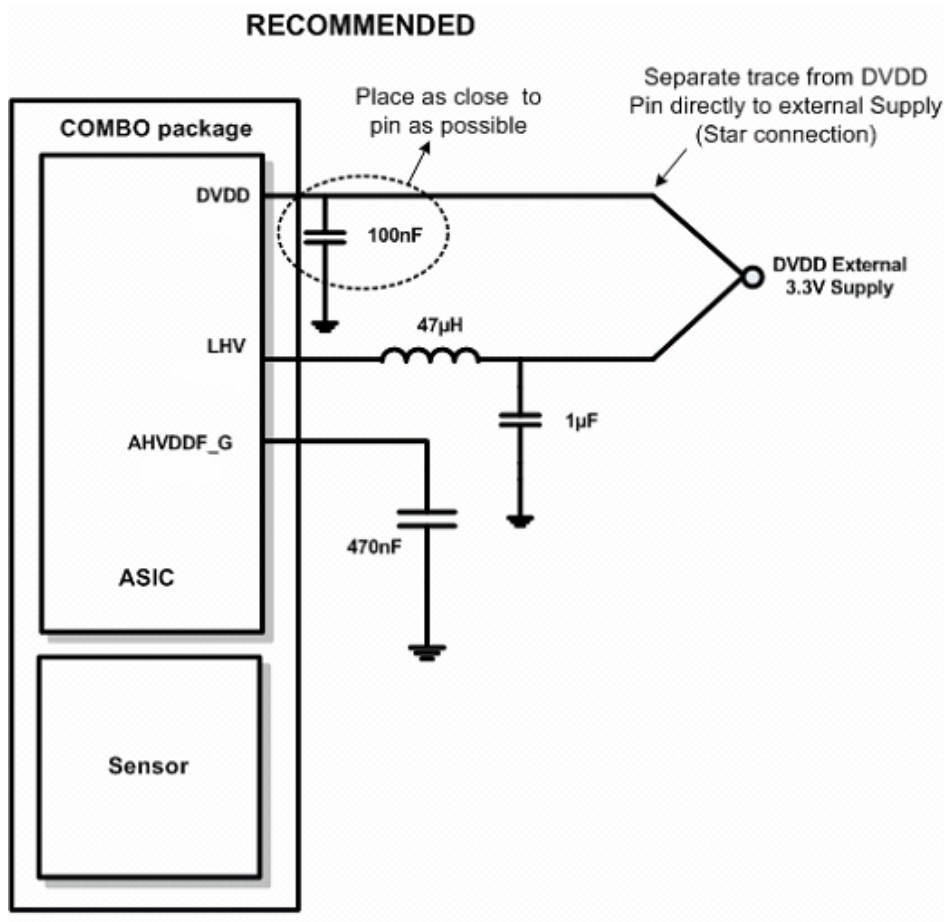 RECOMMENDED
Place as close to
pin as possible
Separate trace from DVDD
Pin directly to external Supply
(Star connection)
COMBO package
DVDD
100nF
DVDD External
3.3V Supply
47µH
LHV
1µF
AHVDDF_G
470nF
ASIC
Sensor